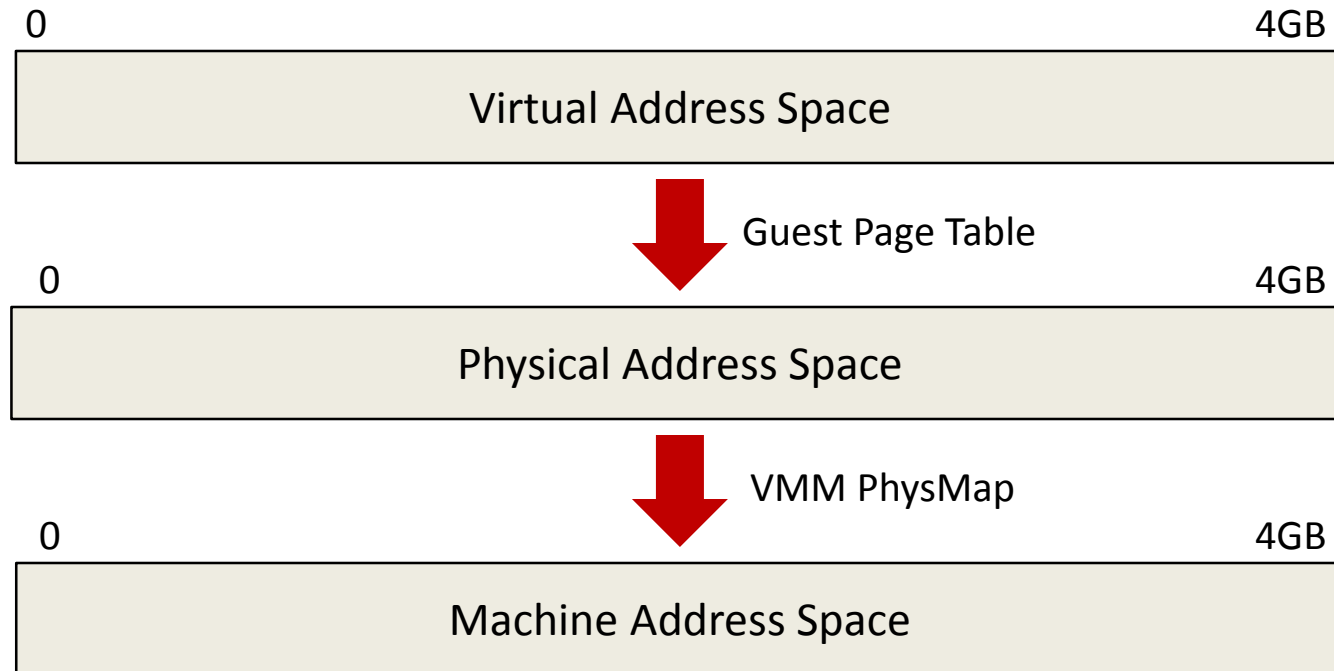 0 4GB
Virtual Address Space
Guest Page Table
0 4GB
Physical Address Space
VMM PhysMap
0 4GB
Machine Address Space